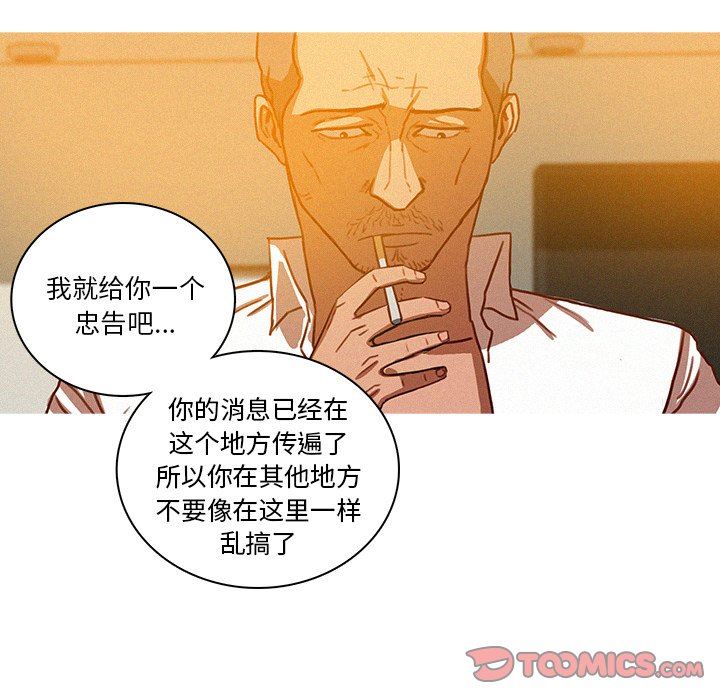 我就给你一个
忠告吧...
你的消息已经在
这个地方传遍了
所以你在其他地方
不要像在这里一样
乱搞了
TOOMICS.COM